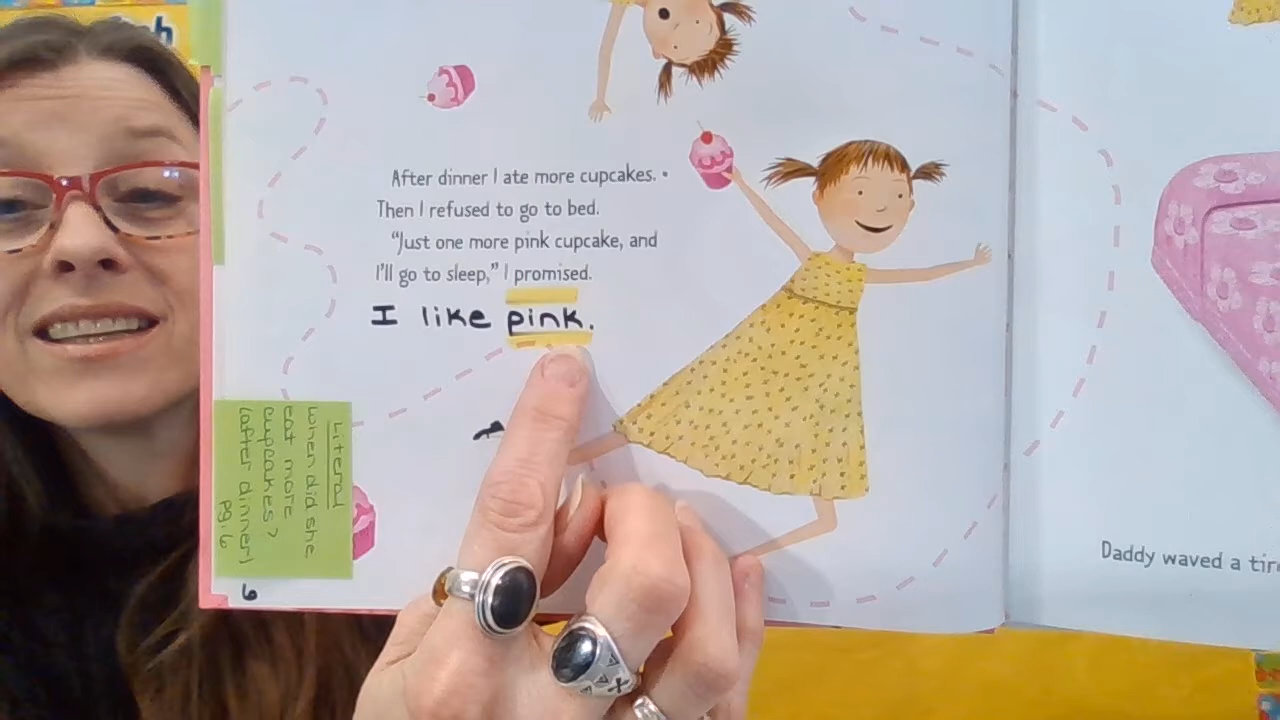 After dinner I ate more cupcakes.
Then I refused to go to bed.
"Just one more pink cupcake, and
I'll go to sleep," I promised.
I like pink.
Literal
when did she
eat more
cupcakes?
(after dinner)
pg. 6
6
Daddy waved a